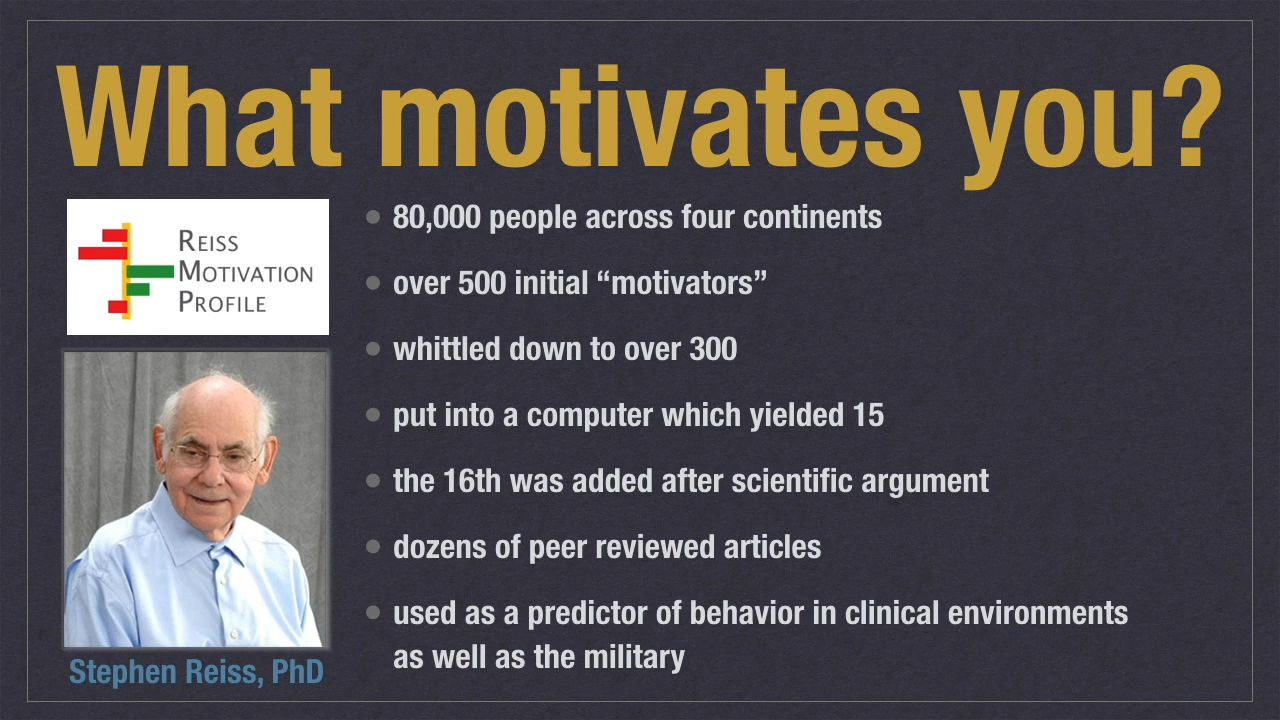 What motivates you?
REISS
MOTIVATION
PROFILE
Stephen Reiss, PhD
80,000 people across four continents
over 500 initial “motivators”
whittled down to over 300
put into a computer which yielded 15
the 16th was added after scientific argument
dozens of peer reviewed articles
used as a predictor of behavior in clinical environments
as well as the military